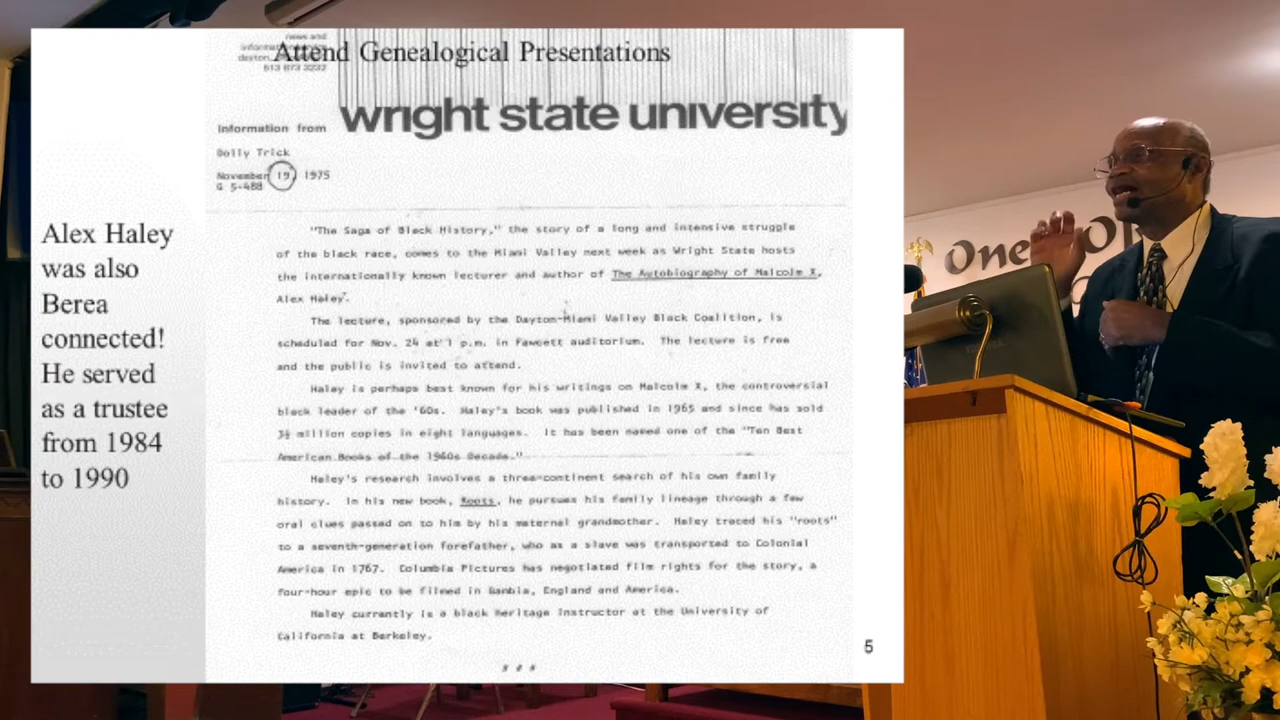 Attend Genealogical Presentations
news and
dayton,
513 873 3232
wright state university
Information from
Dolly Trick
November 19, 1975
G 5-488
"The Saga of Black History," the story of a long and intensive struggle
of the black race, comes to the Miami Valley next week as Wright State hosts
the internationally known lecturer and author of The Autobiography of Malcolm X,
Alex Haley.
The lecture, sponsored by the Dayton-Miami Valley Black Coalition, is
scheduled for Nov. 24 at 1 p.m. in Fawcett auditorium. The lecture is free
and the public is invited to attend.
Haley is perhaps best known for his writings on Malcolm X, the controversial
black leader of the '60s. Haley's book was published in 1965 and since has sold
3½ million copies in eight languages. It has been named one of the "Ten Best
American Books of the 1960s Decade."
Haley's research involves a three-continent search of his own family
history. In his new book, Roots, he pursues his family lineage through a few
oral clues passed on to him by his maternal grandmother. Haley traced his "roots"
to a seventh-generation forefather, who as a slave was transported to Colonial
America in 1767. Columbia Pictures has negotiated film rights for the story, a
four-hour epic to be filmed in Gambia, England and America.
Haley currently is a black heritage instructor at the University of
California at Berkeley.
# # #
Alex Haley
was also
Berea
connected!
He served
as a trustee
from 1984
to 1990
5
One